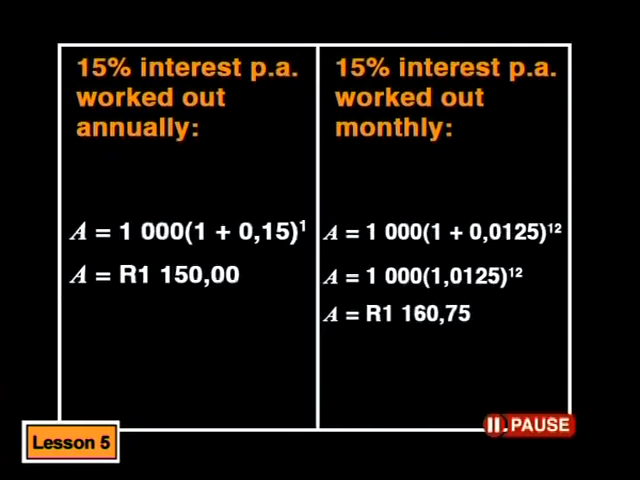 15% interest p.a.
worked out
annually:
A = 1 000(1 + 0,15)¹
A = R1 150,00
15% interest p.a.
worked out
monthly:
A = 1 000(1 + 0,0125)¹²
A = 1 000(1,0125)¹²
A = R1 160,75
Lesson 5
PAUSE